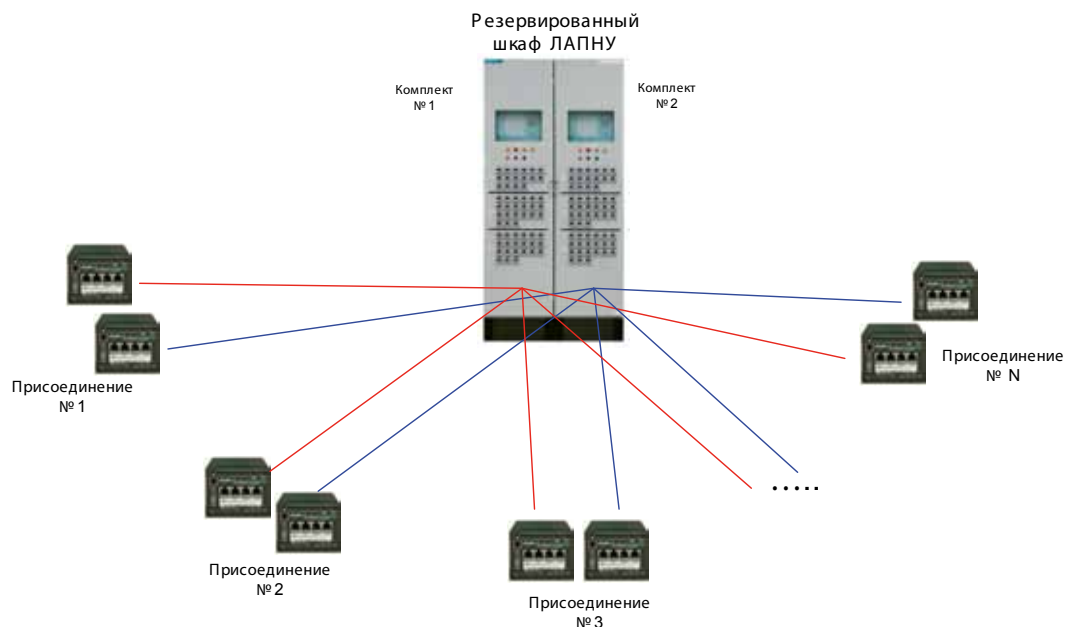 Резервированный
шкаф ЛАПНУ
Комплект
№1
Комплект
№2
Присоединение
№1
Присоединение
№ N
Присоединение
№2
Присоединение
№3
.....